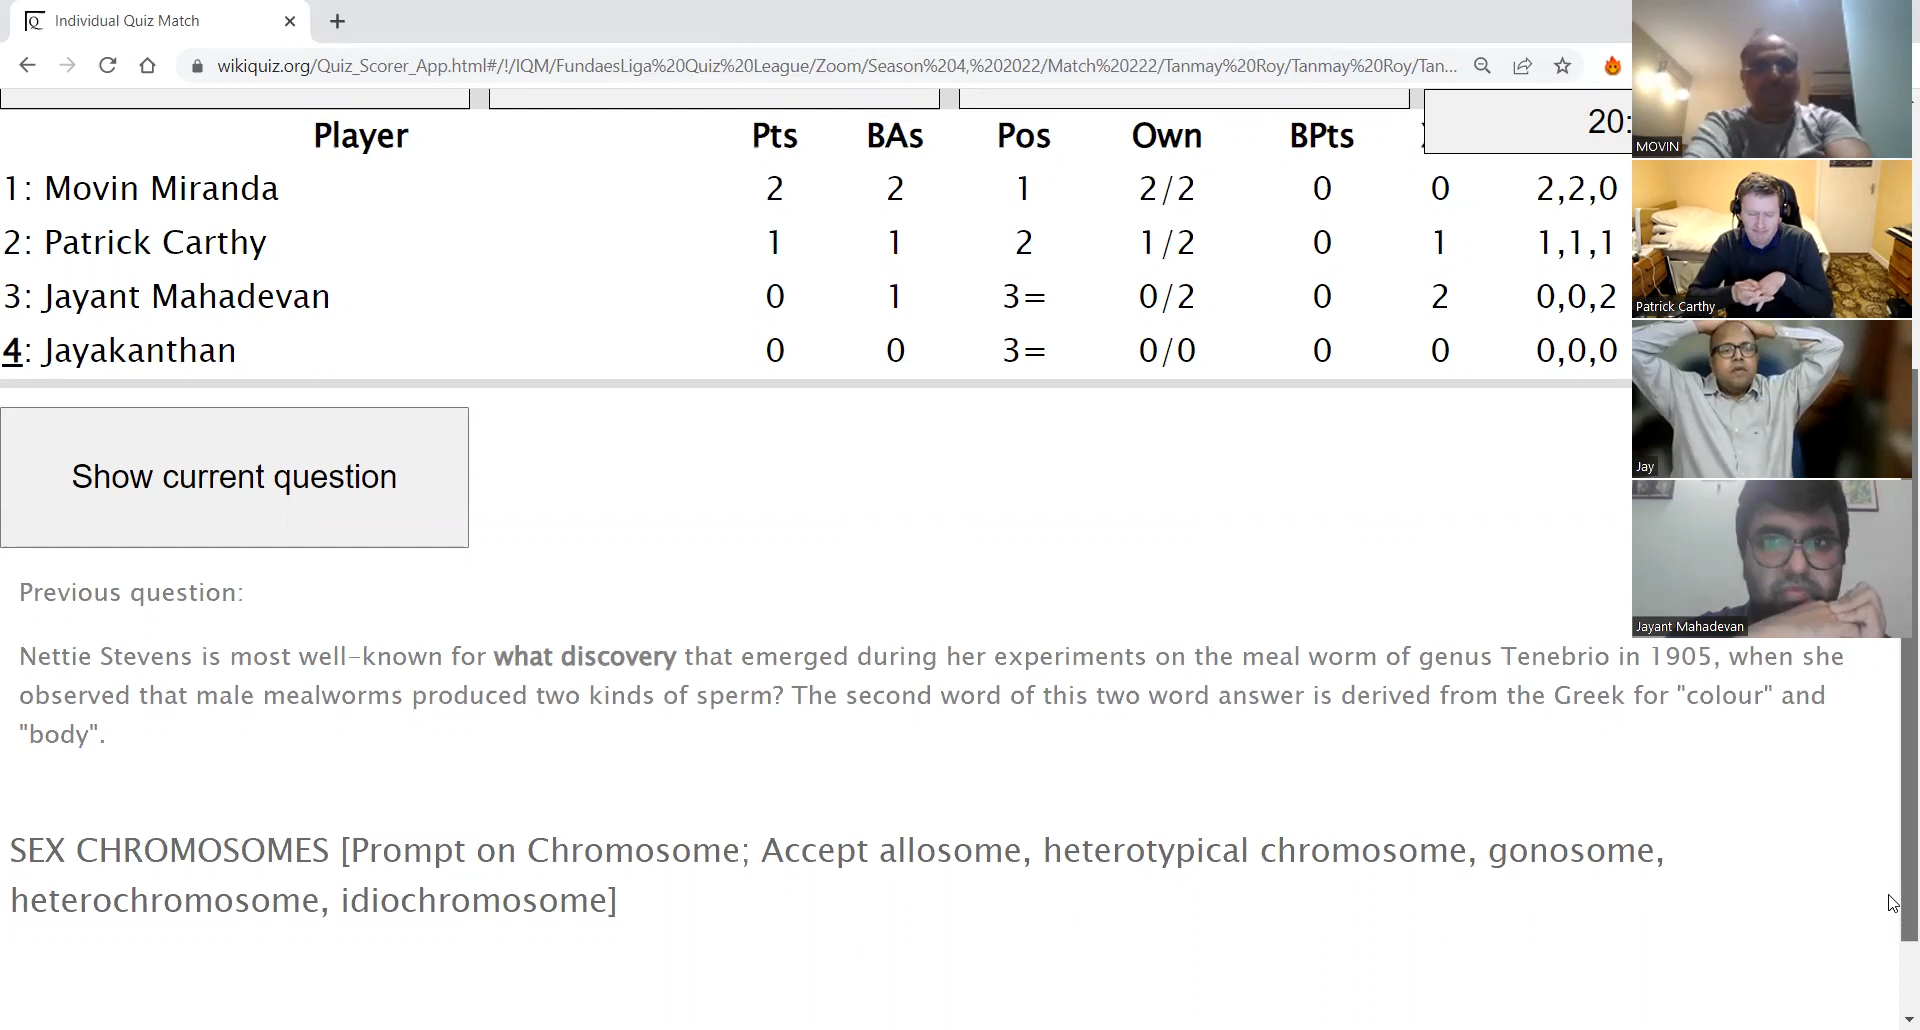 Individual Quiz Match
wikiquiz.org/Quiz_Scorer_App.html#/!/IQM/FundaesLiga%20Quiz%20League/Zoom/Season%204,%202022/Match%20222/Tanmay%20Roy/Tanmay%20Roy/Tan...
20:
Player Pts BAs Pos Own BPts
1: Movin Miranda 2 2 1 2/2 0 0 2,2,0
2: Patrick Carthy 1 1 2 1/2 0 1 1,1,1
3: Jayant Mahadevan 0 1 3= 0/2 0 2 0,0,2
4: Jayakanthan 0 0 3= 0/0 0 0 0,0,0
MOVIN
Patrick Carthy
Jay
Jayant Mahadevan
Show current question
Previous question:
Nettie Stevens is most well-known for what discovery that emerged during her experiments on the meal worm of genus Tenebrio in 1905, when she
observed that male mealworms produced two kinds of sperm? The second word of this two word answer is derived from the Greek for "colour" and
"body".
SEX CHROMOSOMES [Prompt on Chromosome; Accept allosome, heterotypical chromosome, gonosome,
heterochromosome, idiochromosome]